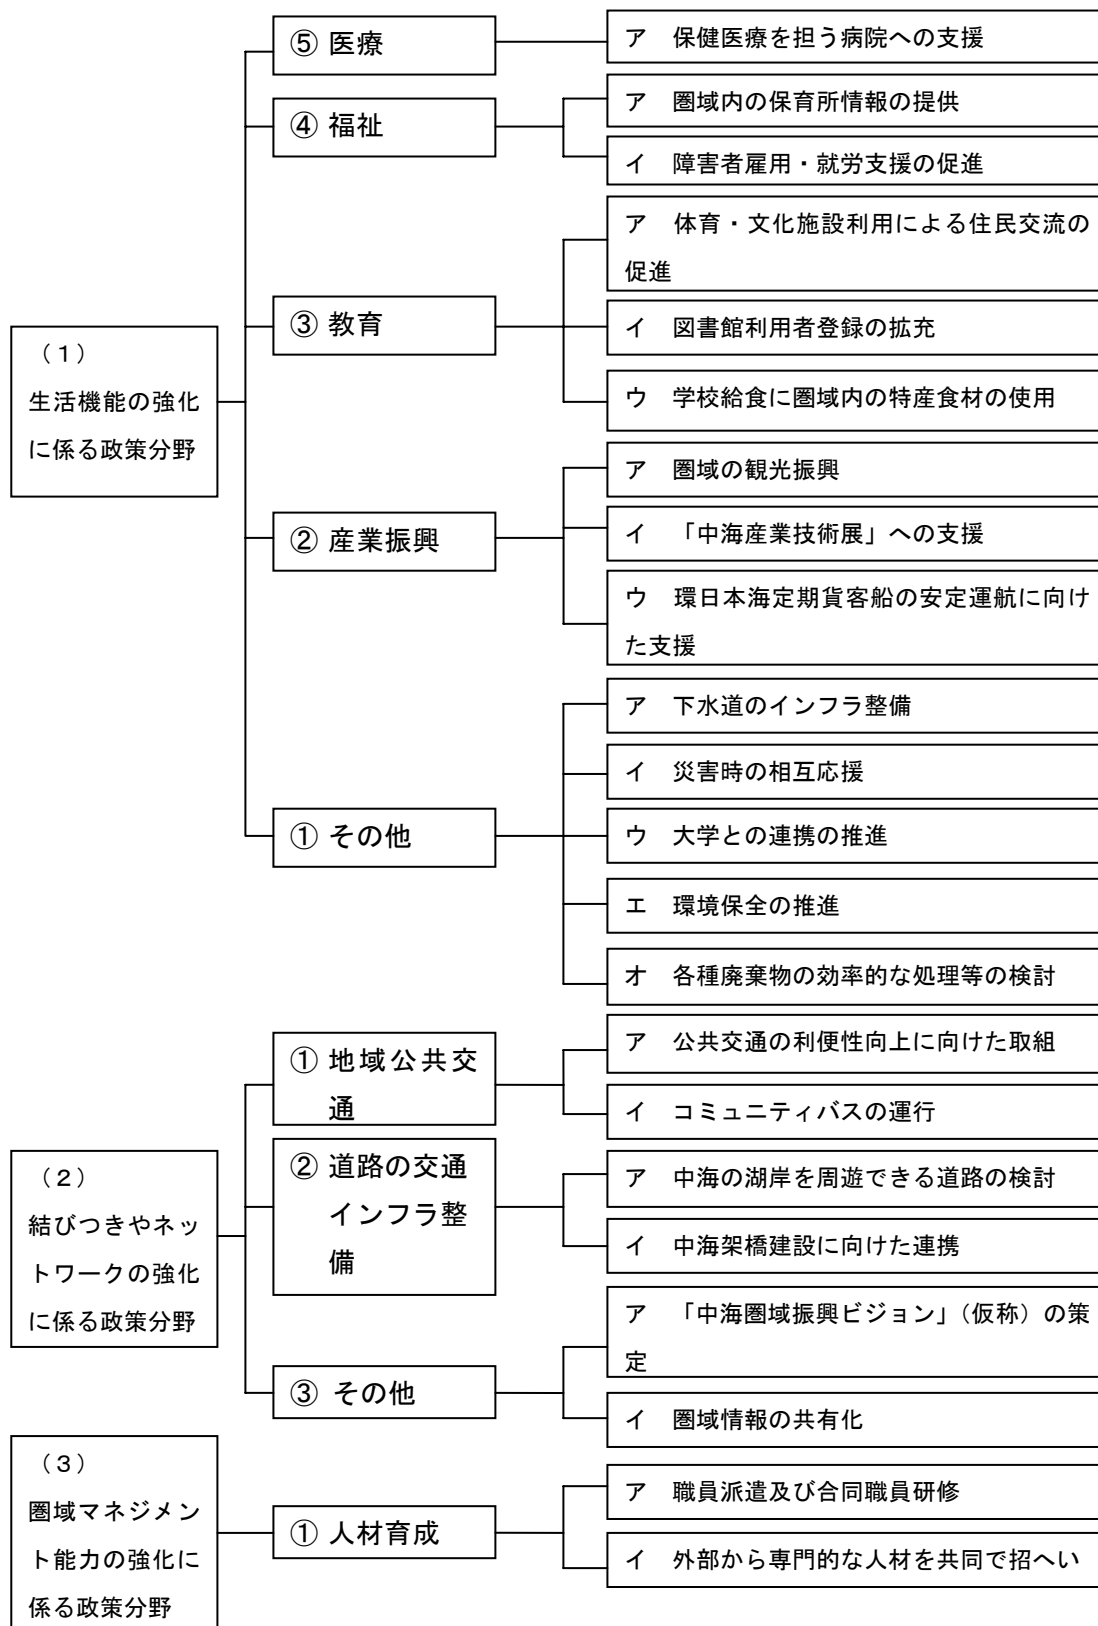 （１）
生活機能の強化
に係る政策分野
⑤ 医療
ア　保健医療を担う病院への支援
④ 福祉
ア　圏域内の保育所情報の提供
イ　障害者雇用・就労支援の促進
③ 教育
ア　体育・文化施設利用による住民交流の
促進
イ　図書館利用者登録の拡充
ウ　学校給食に圏域内の特産食材の使用
② 産業振興
ア　圏域の観光振興
イ　「中海産業技術展」への支援
ウ　環日本海定期貨客船の安定運航に向け
た支援
① その他
ア　下水道のインフラ整備
イ　災害時の相互応援
ウ　大学との連携の推進
エ　環境保全の推進
オ　各種廃棄物の効率的な処理等の検討
（２）
結びつきやネッ
トワークの強化
に係る政策分野
① 地域公共交
通
ア　公共交通の利便性向上に向けた取組
イ　コミュニティバスの運行
② 道路の交通
インフラ整
備
ア　中海の湖岸を周遊できる道路の検討
イ　中海架橋建設に向けた連携
③ その他
ア　「中海圏域振興ビジョン」（仮称）の策
定
イ　圏域情報の共有化
（３）
圏域マネジメン
ト能力の強化に
係る政策分野
① 人材育成
ア　職員派遣及び合同職員研修
イ　外部から専門的な人材を共同で招へい